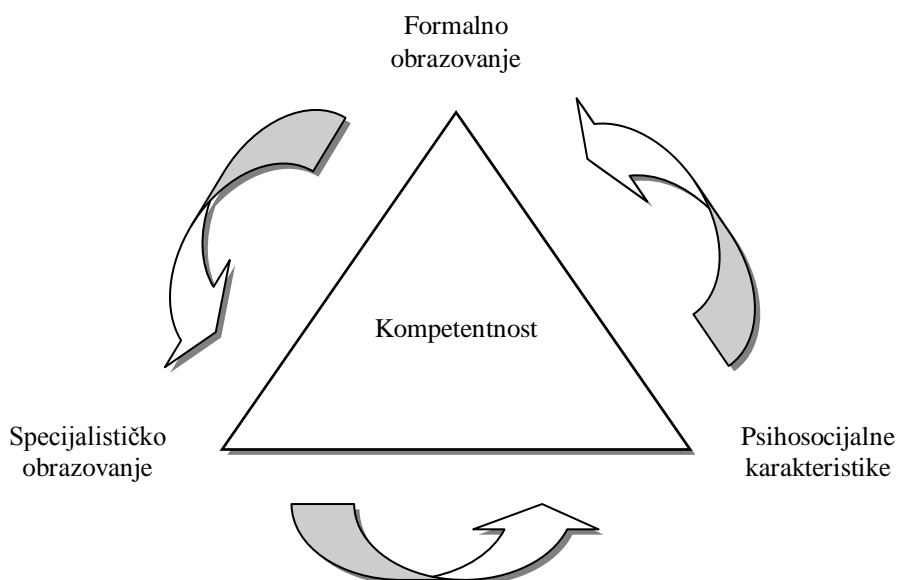 Formalno
obrazovanje
Kompetentnost
Specijalističko
obrazovanje
Psihosocijalne
karakteristike